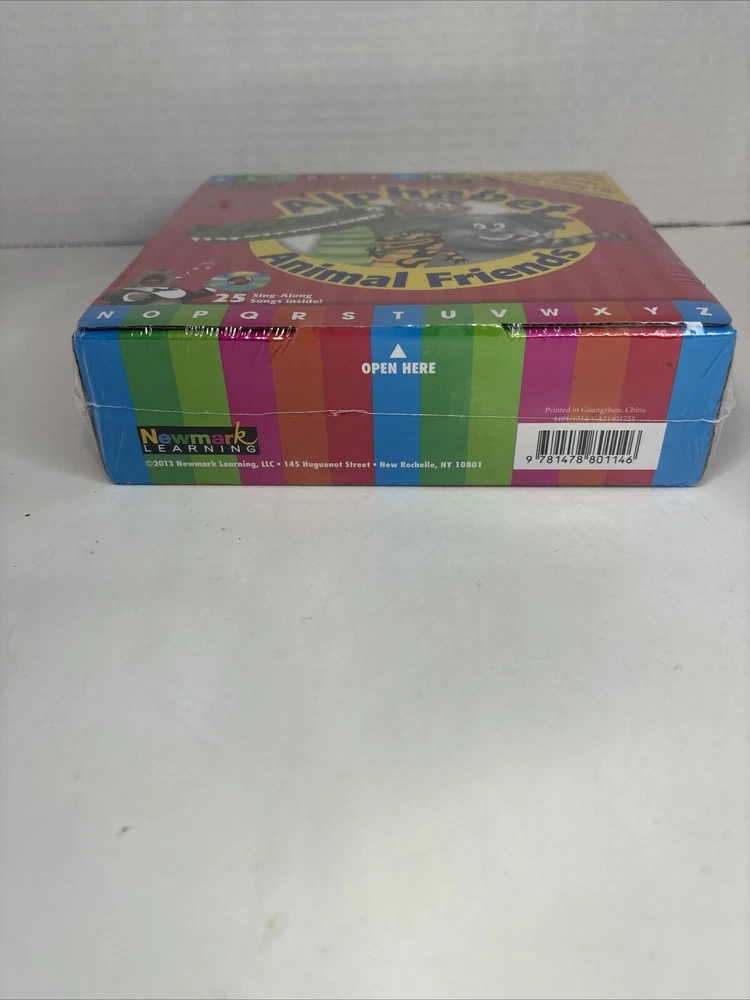 Alphabet
Animal Friends
25 Sing-Along
Songs inside!
N O P Q R S T U V W X Y Z
OPEN HERE
Printed in Guangzhou, China
Newmark
LEARNING
©2013 Newmark Learning, LLC • 145 Huguenot Street • New Rochelle, NY 10801
9 781478 801146